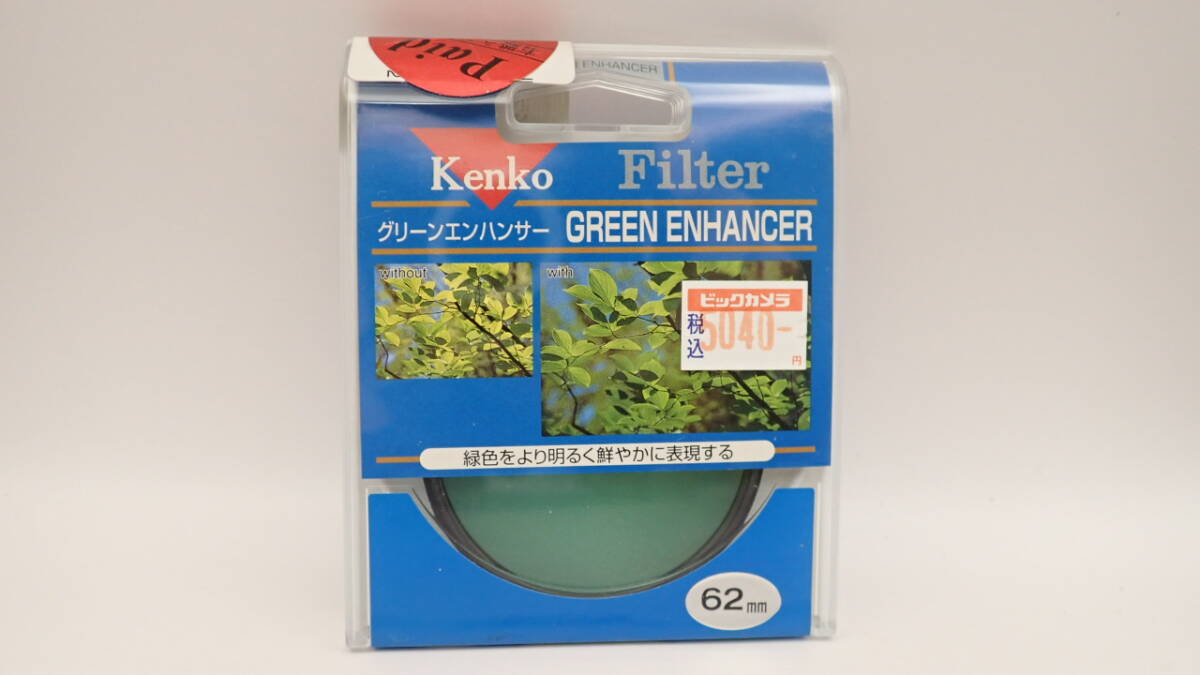 Paid
ENHANCER
Kenko
Filter
グリーンエンハンサー GREEN ENHANCER
without
with
ビックカメラ
税込
5040-
円
緑色をより明るく鮮やかに表現する
62mm